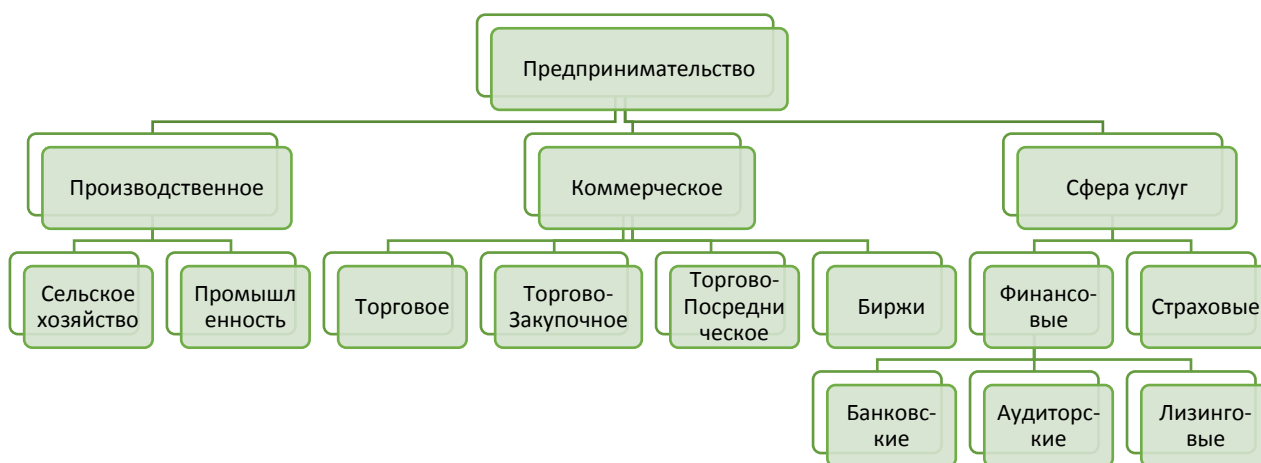 Предпринимательство
Производственное
Коммерческое
Сфера услуг
Сельское
хозяйство
Промышл
енность
Торговое
Торгово-
Закупочное
Торгово-
Посредни
ческое
Биржи
Финансо-
вые
Страховые
Банковс-
кие
Аудиторс-
кие
Лизинго-
вые